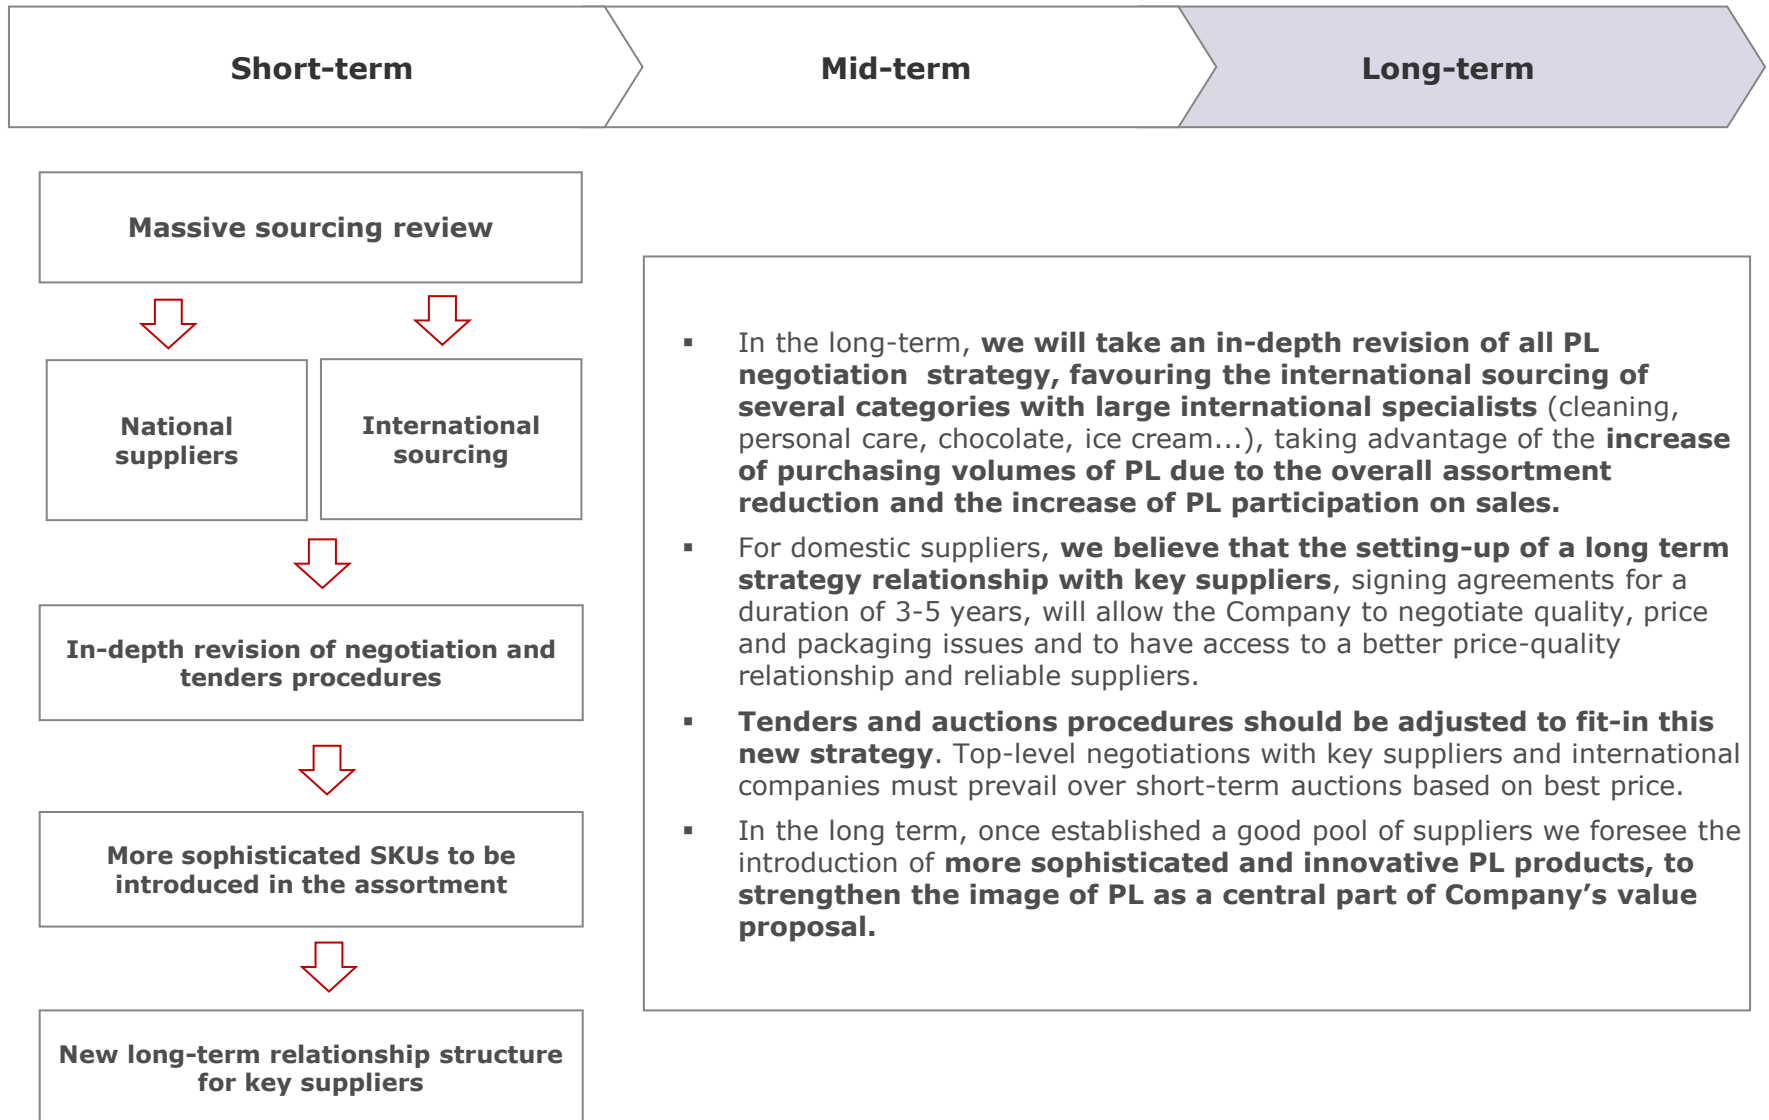 Short-term
Mid-term
Long-term
Massive sourcing review
National
suppliers
International
sourcing
In-depth revision of negotiation and
tenders procedures
More sophisticated SKUs to be
introduced in the assortment
New long-term relationship structure
for key suppliers
▪ In the long-term, we will take an in-depth revision of all PL
negotiation  strategy, favouring the international sourcing of
several categories with large international specialists (cleaning,
personal care, chocolate, ice cream...), taking advantage of the increase
of purchasing volumes of PL due to the overall assortment
reduction and the increase of PL participation on sales.
▪ For domestic suppliers, we believe that the setting-up of a long term
strategy relationship with key suppliers, signing agreements for a
duration of 3-5 years, will allow the Company to negotiate quality, price
and packaging issues and to have access to a better price-quality
relationship and reliable suppliers.
▪ Tenders and auctions procedures should be adjusted to fit-in this
new strategy. Top-level negotiations with key suppliers and international
companies must prevail over short-term auctions based on best price.
▪ In the long term, once established a good pool of suppliers we foresee the
introduction of more sophisticated and innovative PL products, to
strengthen the image of PL as a central part of Company’s value
proposal.